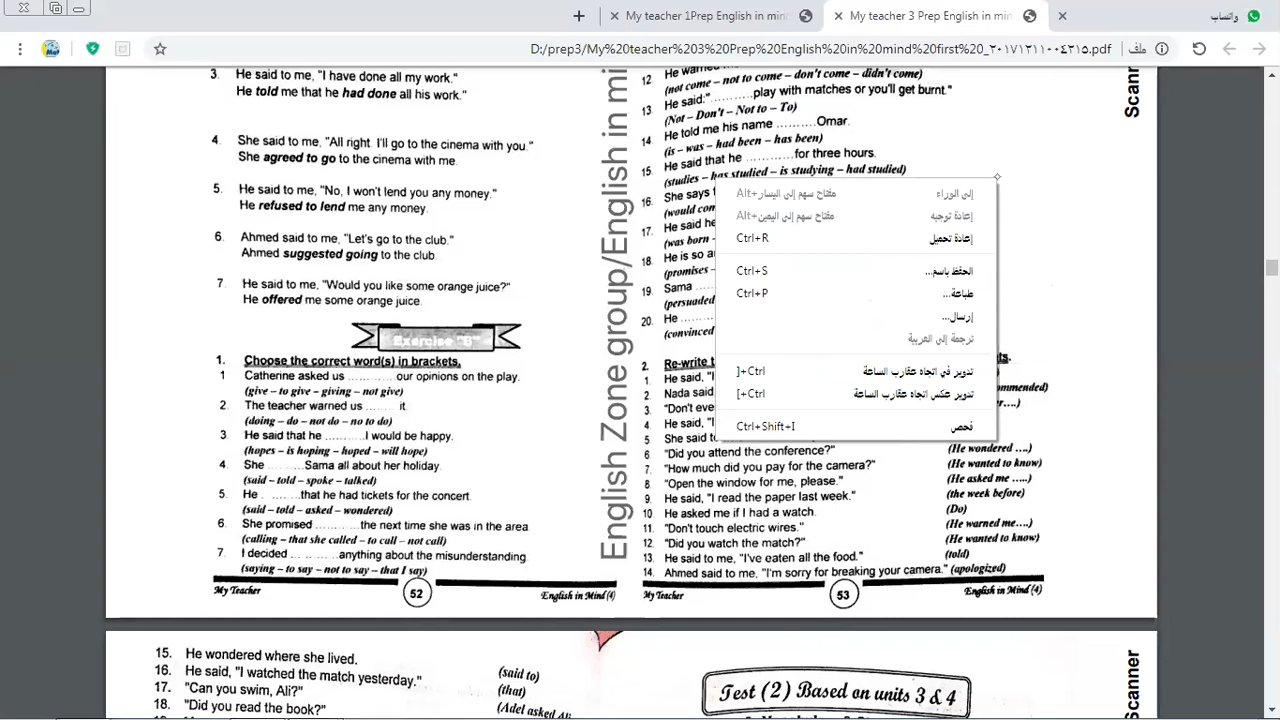 My teacher 1Prep English in mind
My teacher 3 Prep English in min
واتساب
D:/prep3/My%20teacher%203%20Prep%20English%20in%20mind%20first%20_٢٠١٧١٢١١٠٠٤٢١٥.pdf
ملف
3. He said to me, "I have done all my work."
He told me that he had done all his work."
4. She said to me, "All right. I'll go to the cinema with you."
She agreed to go to the cinema with me.
5. He said to me, "No, I won't lend you any money."
He refused to lend me any money.
6. Ahmed said to me, "Let's go to the club."
Ahmed suggested going to the club.
7. He said to me, "Would you like some orange juice?"
He offered me some orange juice.
Exercise "B"
1. Choose the correct word(s) in brackets.
1 Catherine asked us ............our opinions on the play.
(give – to give – giving – not give)
2. The teacher warned us ........ it.
(doing – do – not do – no to do)
3. He said that he ..........I would be happy.
(hopes – is hoping – hoped – will hope)
4. She ........Sama all about her holiday.
(said – told – spoke – talked)
5. He . .......that he had tickets for the concert.
(said – told – asked – wondered)
6. She promised ...........the next time she was in the area.
(calling – that she called – to call – not call)
7. I decided ............anything about the misunderstanding.
(saying – to say – not to say – that I say)
My Teacher
52
English in Mind (4)
English Zone group/English in mi
12. He warned me
(not come – not to come – don't come – didn't come)
13. He said:"..........play with matches or you'll get burnt."
(Not – Don't – Not to – To)
14. He told me his name .........Omar.
(is – was – had been – has been)
15. He said that he ...........for three hours.
(studies – has studied – is studying – had studied)
16. She says
(would com
17. He said he
(was born -
18. He is so a
(promises -
19. Sama .....
(persuaded
20. He ........
(convinced
إلى الوراء Alt+مفتاح سهم إلى اليسار
إعادة توجيه Alt+مفتاح سهم إلى اليمين
إعادة تحميل Ctrl+R
الحفظ باسم... Ctrl+S
طباعة... Ctrl+P
إرسال...
ترجمة إلى العربية
تدوير في اتجاه عقارب الساعة ]+Ctrl
تدوير عكس اتجاه عقارب الساعة [+Ctrl
فحص Ctrl+Shift+I
2. Re-write t ts.
1. He said, "I
2. Nada said ommended)
3. "Don't eve r....)
4. He said, "I
5 She said to
6. "Did you attend the conference?" (He wondered ....)
7. "How much did you pay for the camera?" (He wanted to know)
8. "Open the window for me, please." (He asked me .....)
9. He said, "I read the paper last week." (the week before)
10. He asked me if I had a watch. (Do)
11. "Don't touch electric wires." (He warned me....)
12. "Did you watch the match?" (He wanted to know)
13. He said to me, "I've eaten all the food." (told)
14. Ahmed said to me, "I'm sorry for breaking your camera." (apologized)
My Teacher
53
English in Mind (4)
Scanner
15. He wondered where she lived.
16. He said, "I watched the match yesterday." (said to)
17. "Can you swim, Ali?" (that)
18. "Did you read the book?" (Adel asked Ali
Test (2) Based on units 3 & 4
Scanner